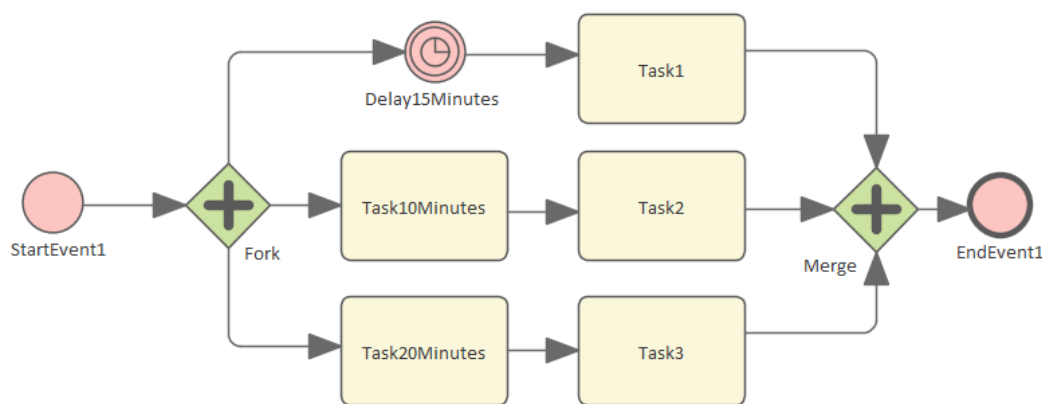 Task1
Delay15Minutes
Task10Minutes
Task2
StartEvent1
Fork
Merge
EndEvent1
Task20Minutes
Task3